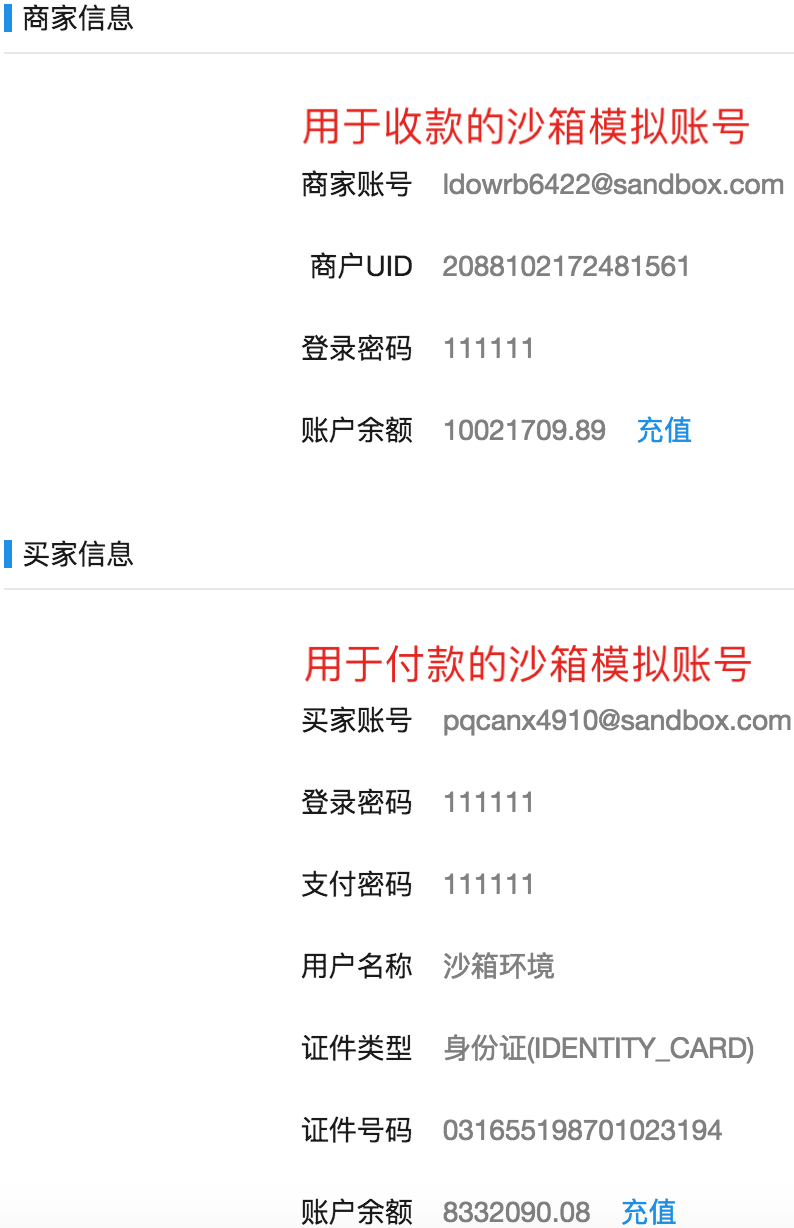 商家信息
用于收款的沙箱模拟账号
商家账号 ldowrb6422@sandbox.com
商户UID 2088102172481561
登录密码 111111
账户余额 10021709.89 充值
买家信息
用于付款的沙箱模拟账号
买家账号 pqcanx4910@sandbox.com
登录密码 111111
支付密码 111111
用户名称 沙箱环境
证件类型 身份证(IDENTITY_CARD)
证件号码 031655198701023194
账户余额 8332090.08 充值